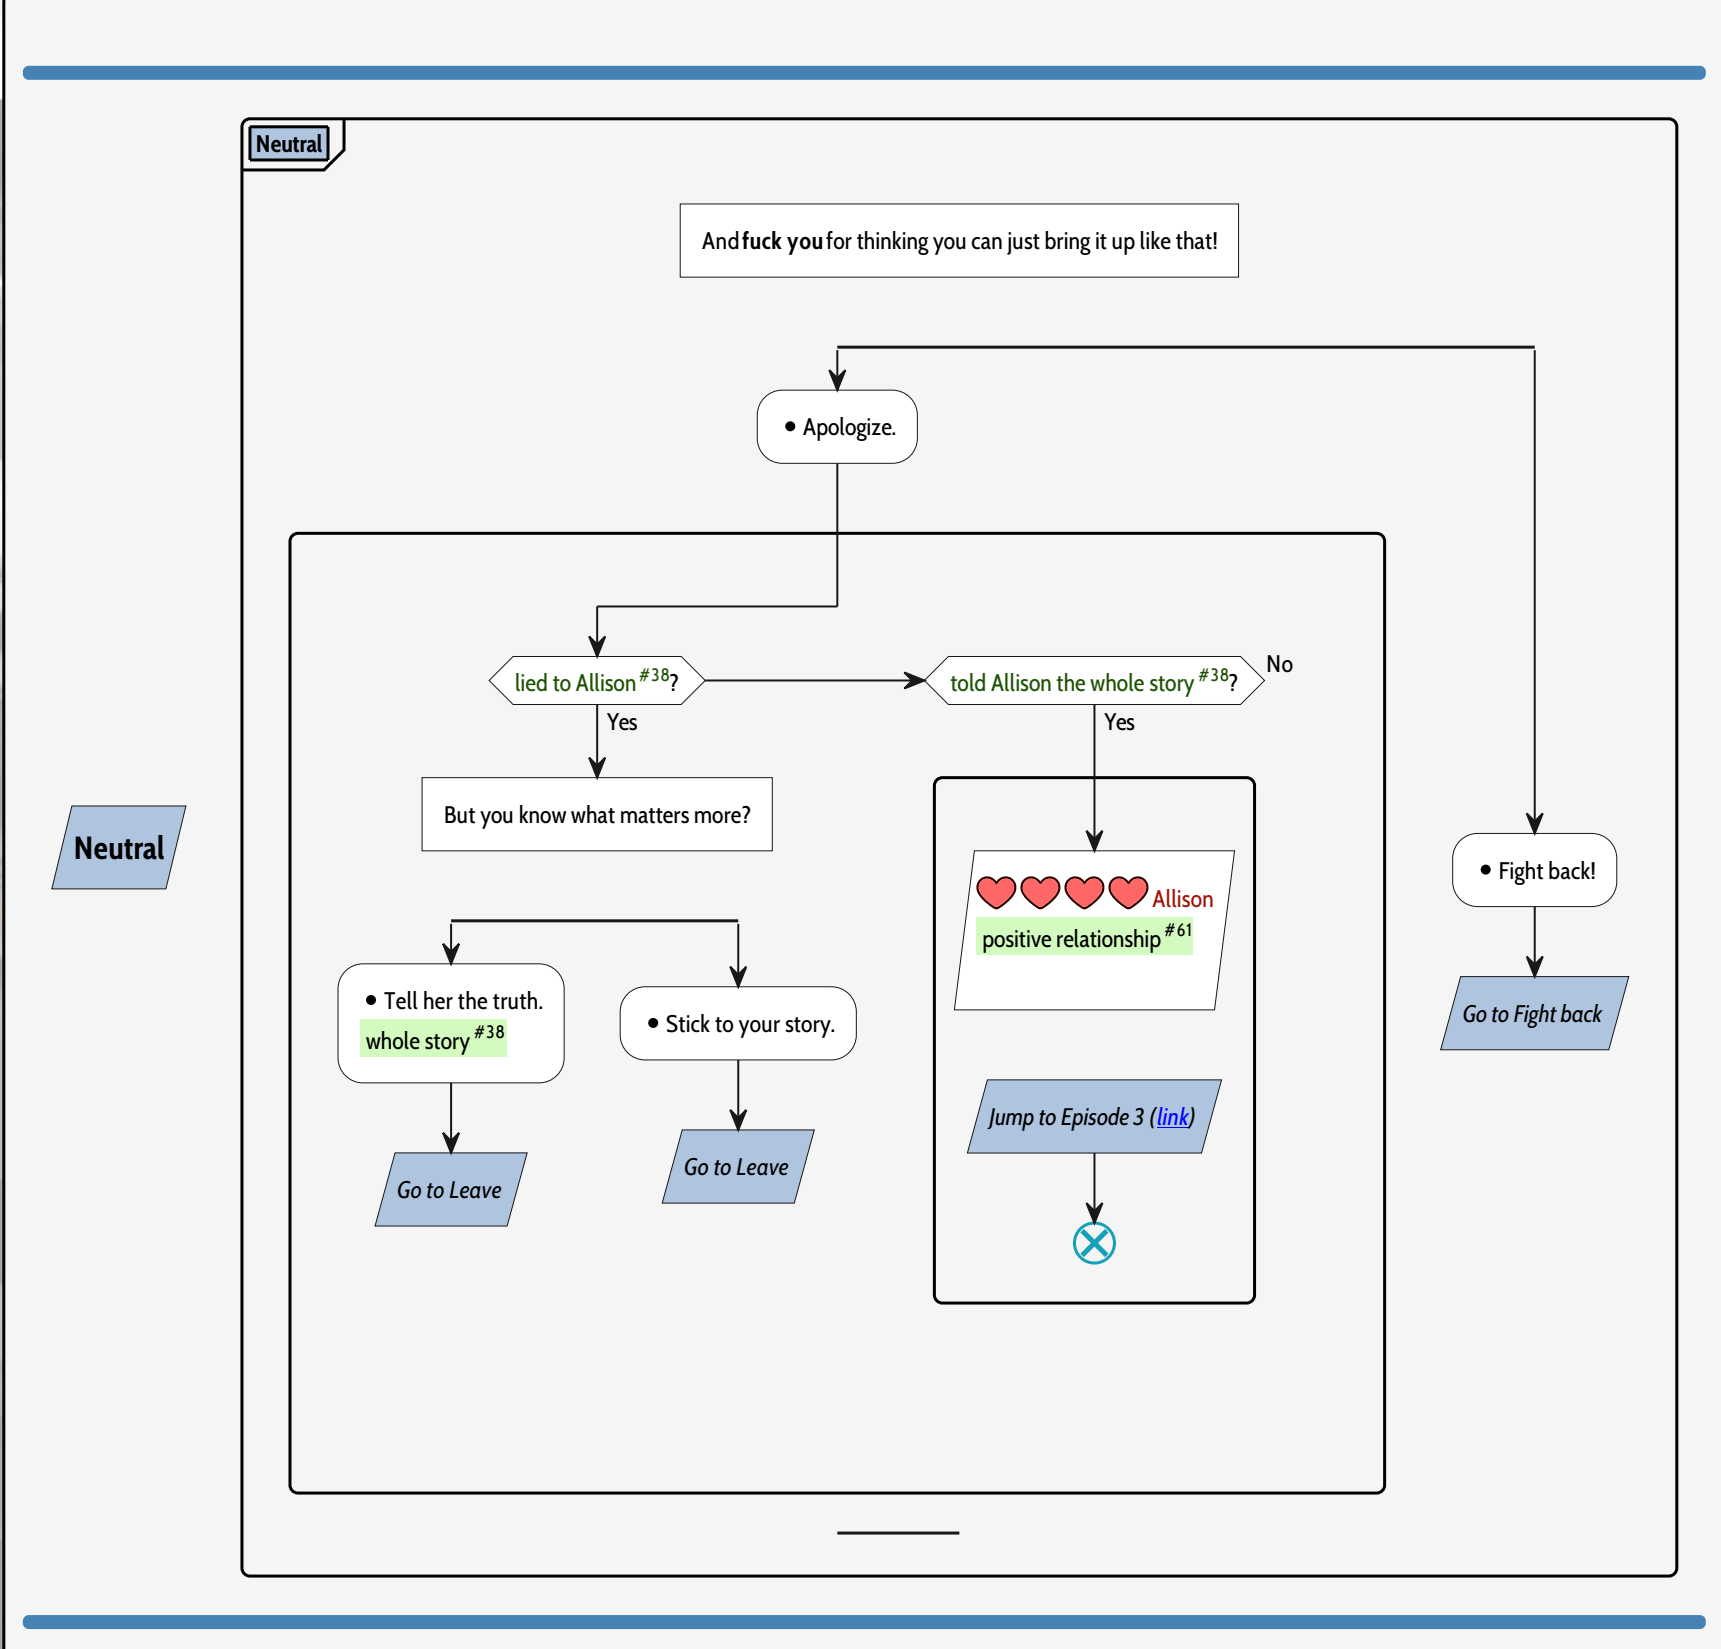 Neutral
And fuck you for thinking you can just bring it up like that!
• Apologize.
lied to Allison #38?
told Allison the whole story #38?
No
Yes
Yes
But you know what matters more?
Neutral
Allison
positive relationship #61
• Fight back!
• Tell her the truth.
whole story #38
• Stick to your story.
Go to Fight back
Jump to Episode 3 (link)
Go to Leave
Go to Leave